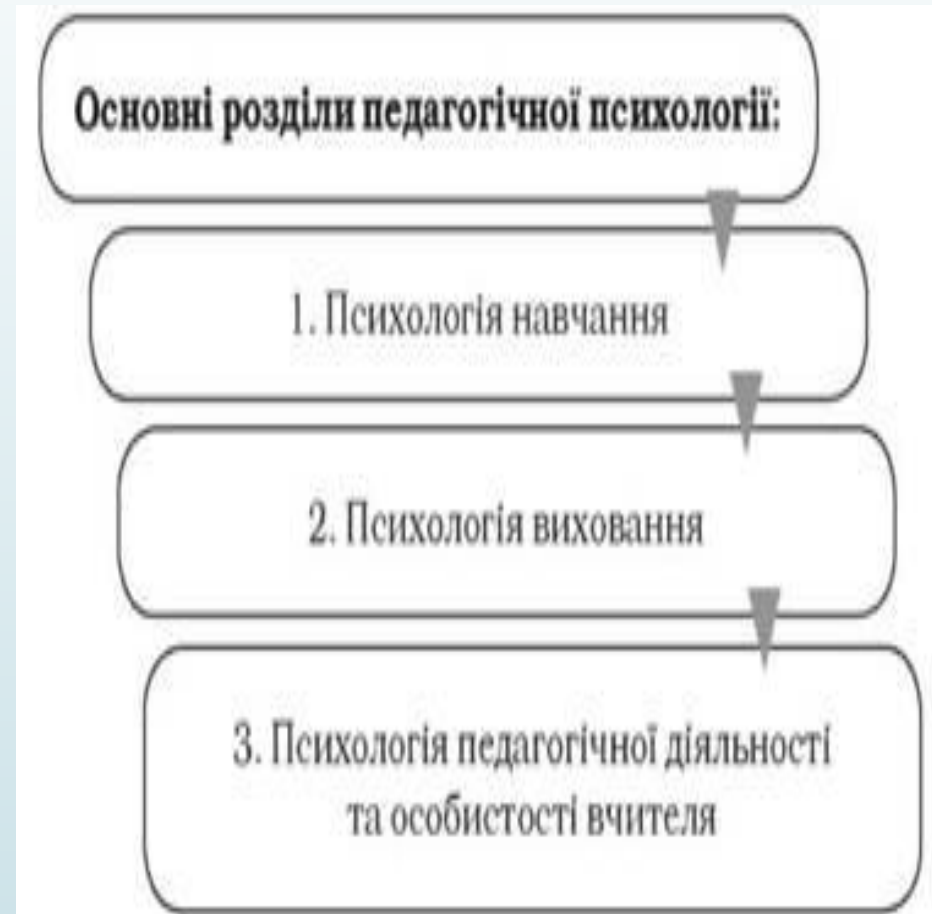 Основні розділи педагогічної психології:
1. Психологія навчання
2. Психологія виховання
3. Психологія педагогічної діяльності
та особистості вчителя